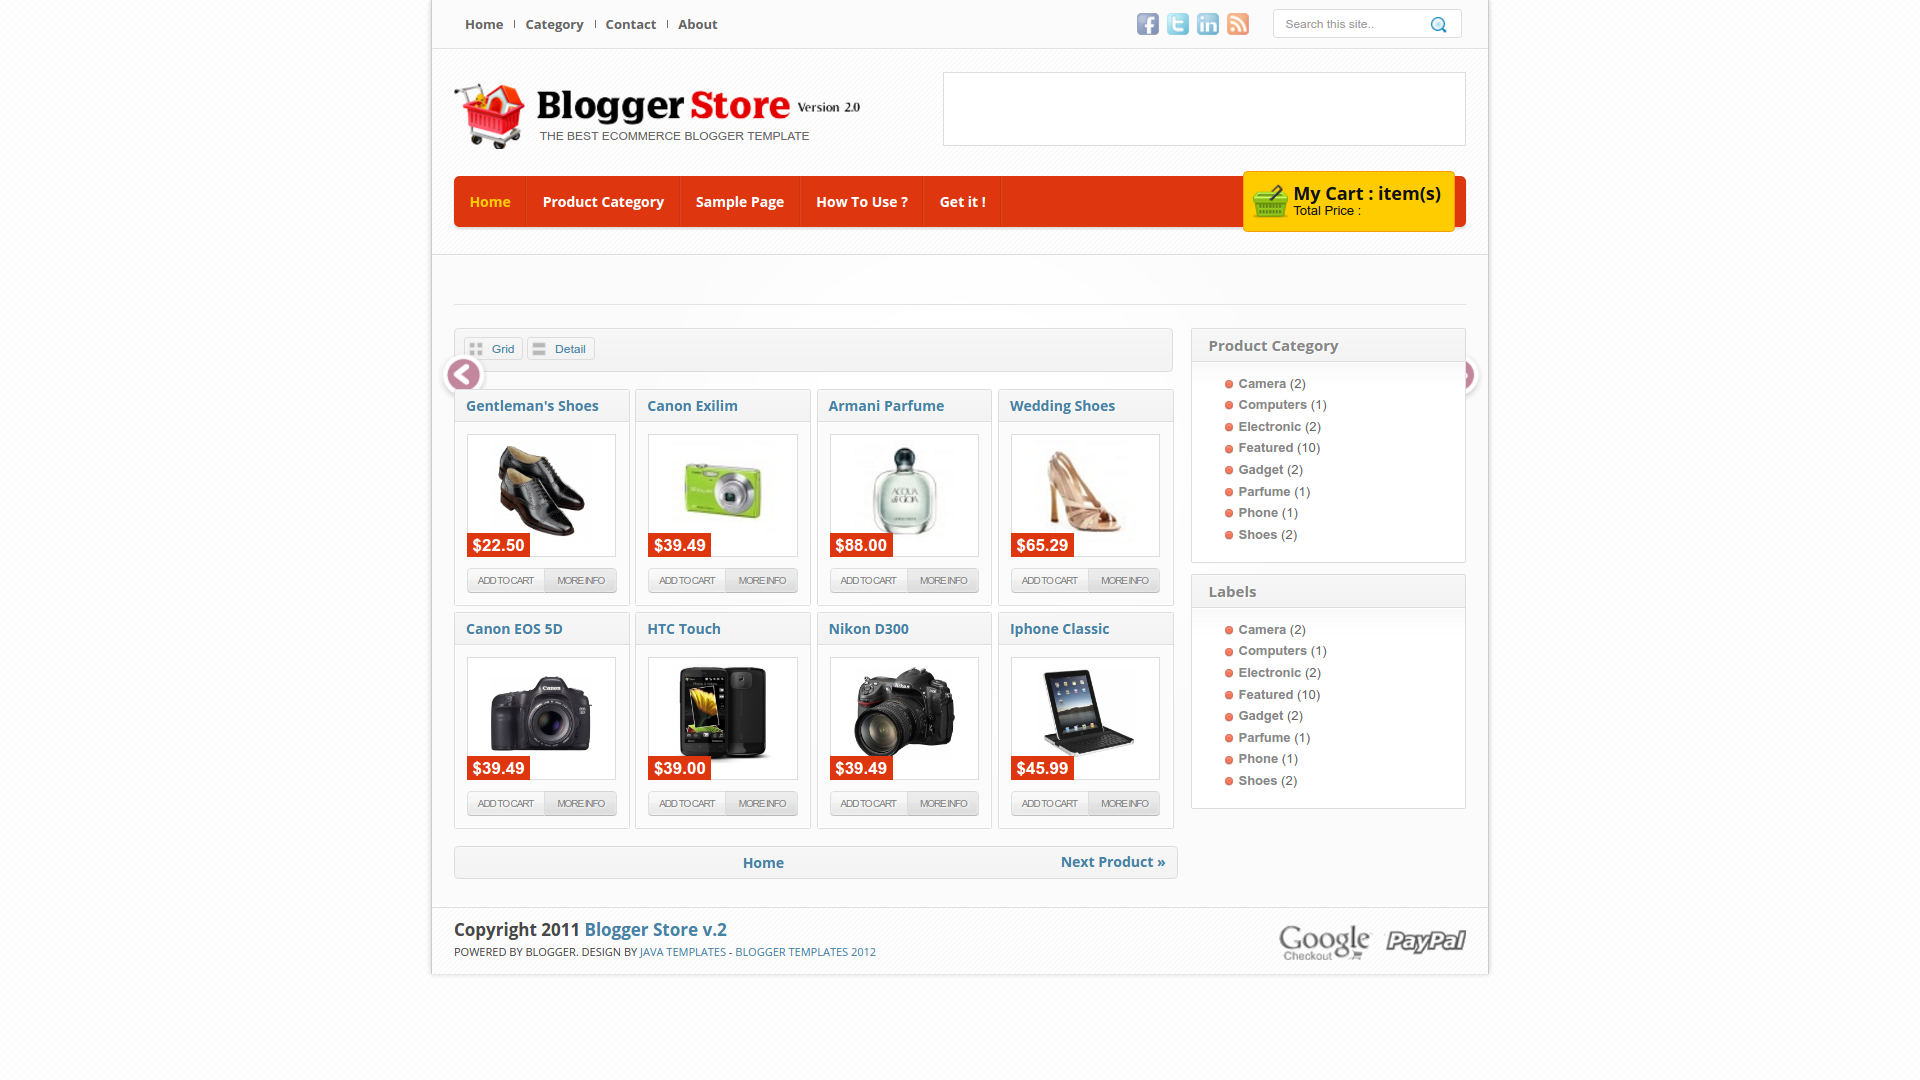 Home
Category
Contact
About
Search this site..
Blogger Store Version 2.0
THE BEST ECOMMERCE BLOGGER TEMPLATE
Home
Product Category
Sample Page
How To Use ?
Get it !
My Cart : item(s)
Total Price :
Grid
Detail
Gentleman's Shoes
Canon Exilim
Armani Parfume
Wedding Shoes
$22.50
$39.49
$88.00
$65.29
ADD TO CART
MORE INFO
ADD TO CART
MORE INFO
ADD TO CART
MORE INFO
ADD TO CART
MORE INFO
Canon EOS 5D
HTC Touch
Nikon D300
Iphone Classic
$39.49
$39.00
$39.49
$45.99
ADD TO CART
MORE INFO
ADD TO CART
MORE INFO
ADD TO CART
MORE INFO
ADD TO CART
MORE INFO
Home
Next Product »
Product Category
Camera (2)
Computers (1)
Electronic (2)
Featured (10)
Gadget (2)
Parfume (1)
Phone (1)
Shoes (2)
Labels
Camera (2)
Computers (1)
Electronic (2)
Featured (10)
Gadget (2)
Parfume (1)
Phone (1)
Shoes (2)
Copyright 2011 Blogger Store v.2
POWERED BY BLOGGER. DESIGN BY JAVA TEMPLATES - BLOGGER TEMPLATES 2012
Google
Checkout
PayPal